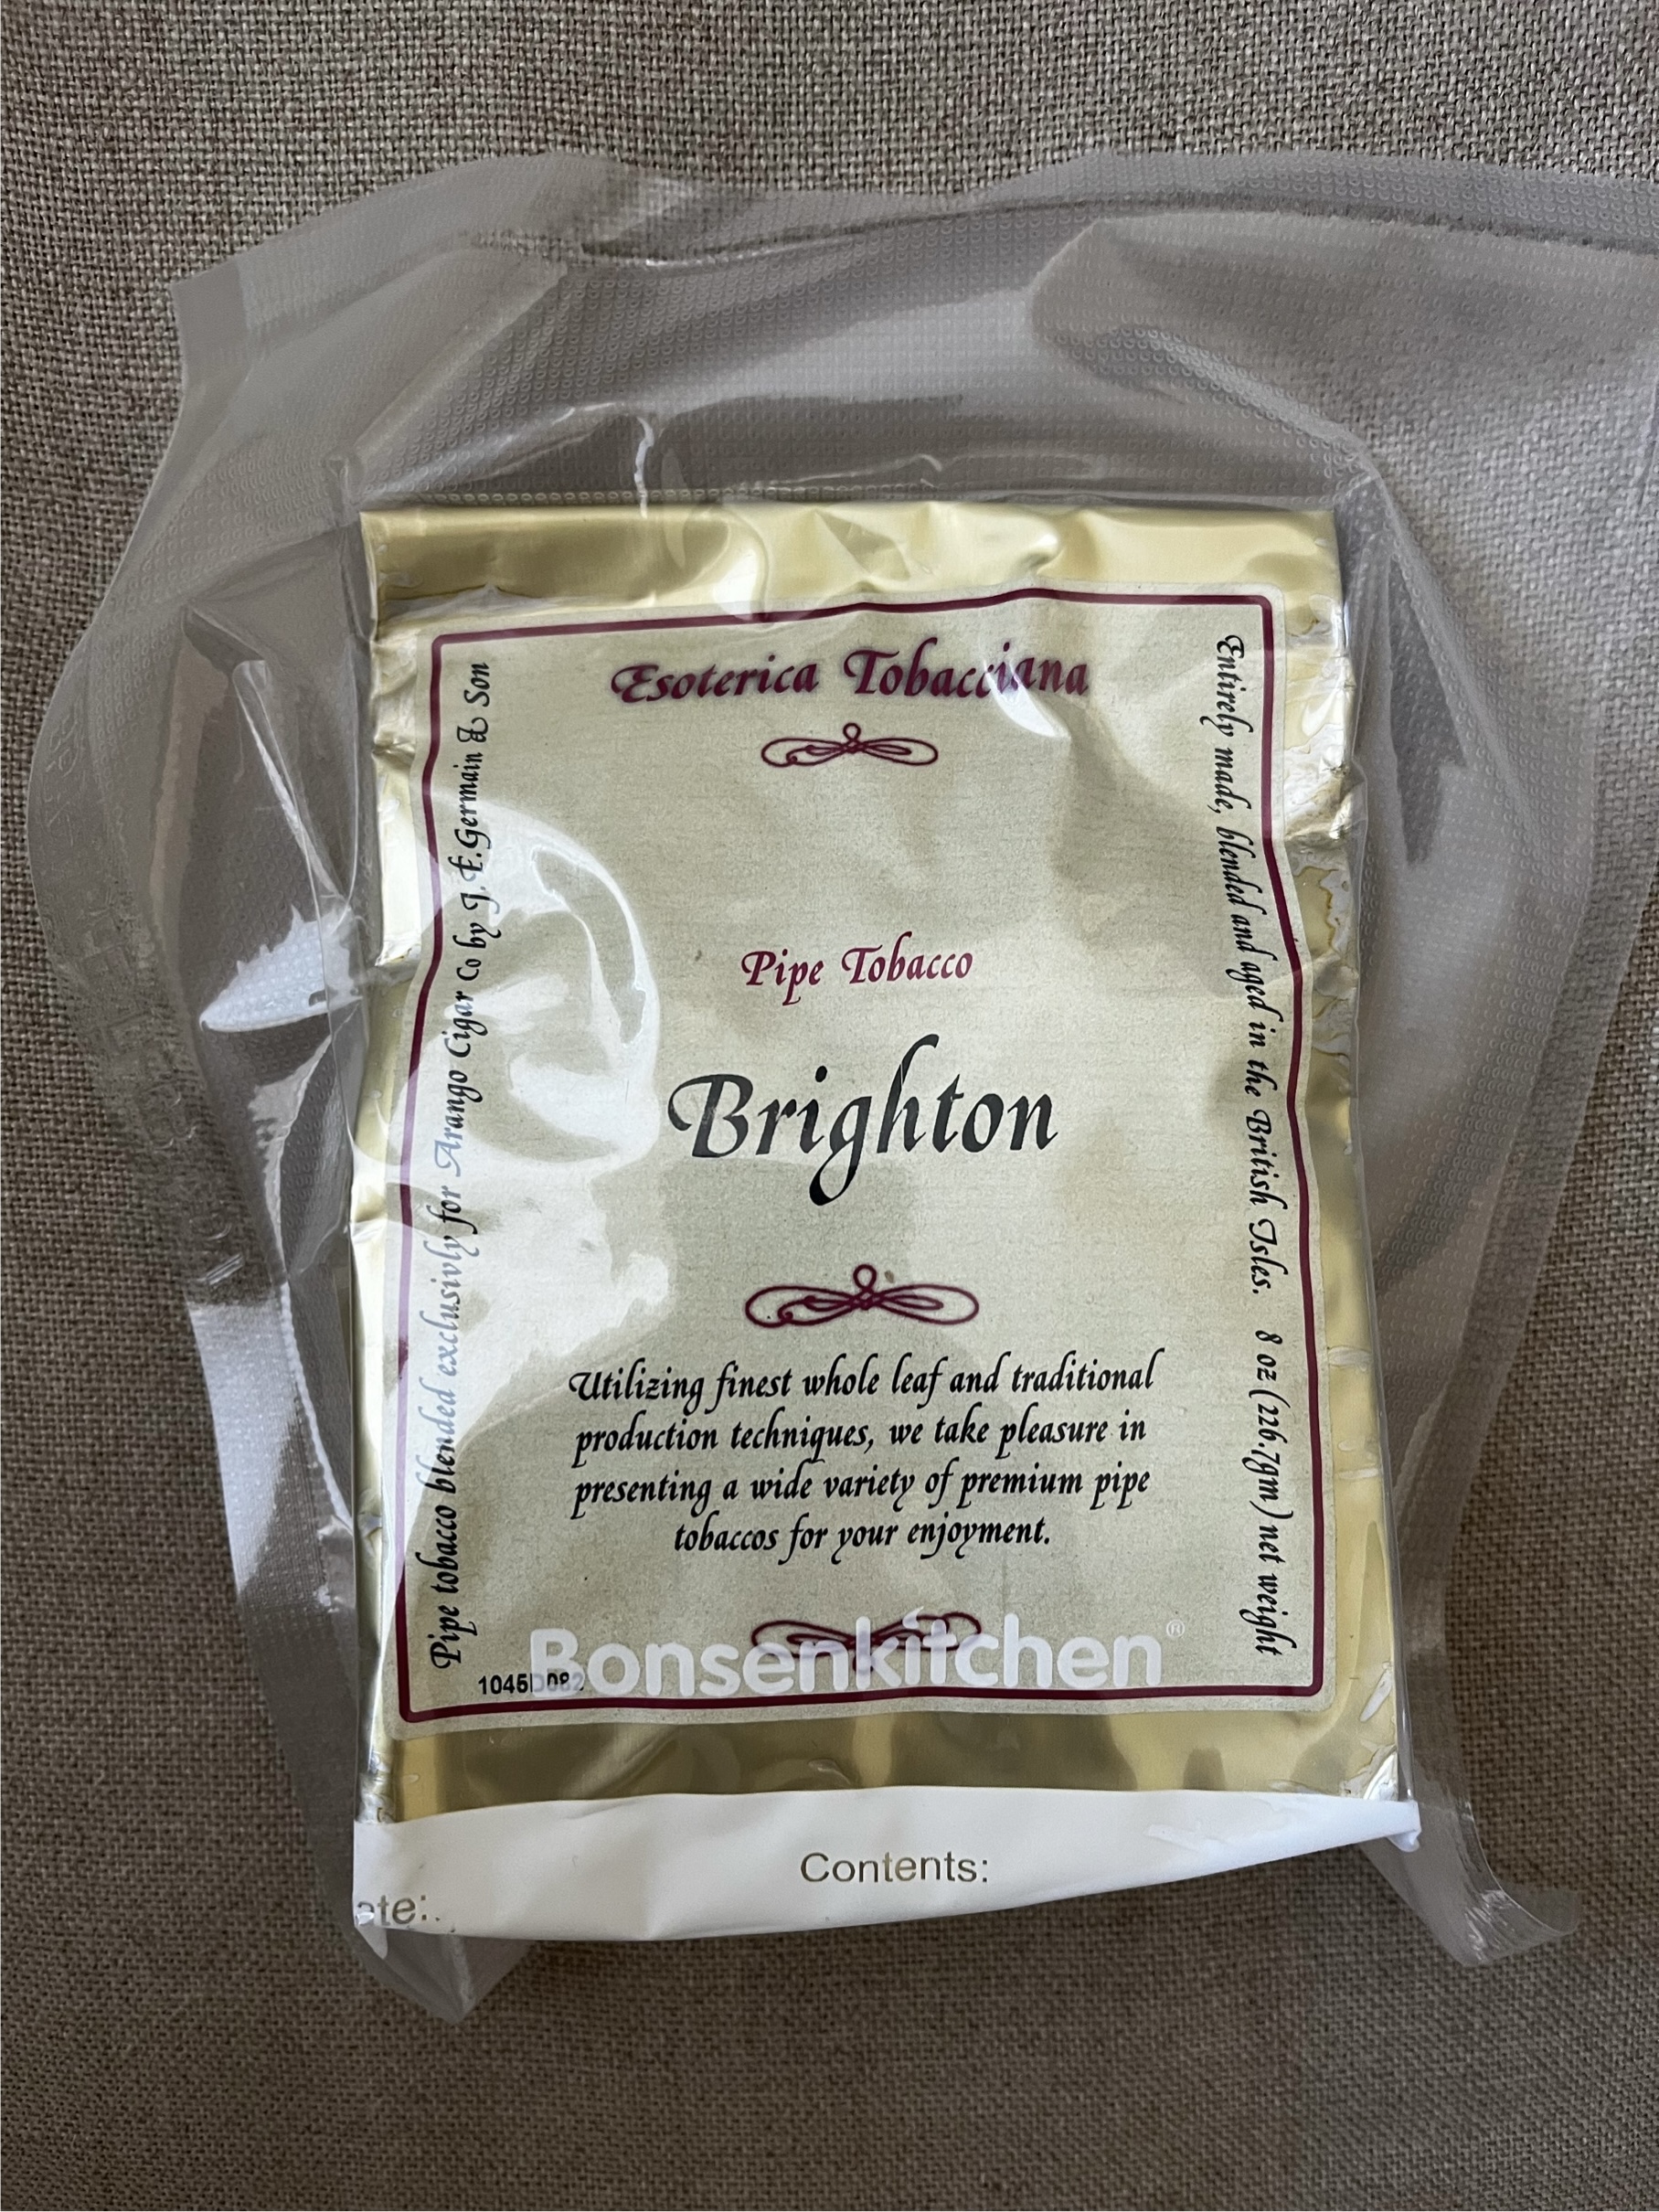 Esoterica Tobacciana
Pipe tobacco blended exclusivly for Arango Cigar Co by J.E.Germain & Son
Entirely made, blended and aged in the British Isles. 8 oz (226.7gm) net weight
Pipe Tobacco
Brighton
Utilizing finest whole leaf and traditional
production techniques, we take pleasure in
presenting a wide variety of premium pipe
tobaccos for your enjoyment.
Bonsenkitchen®
1045D082
Contents:
ate: